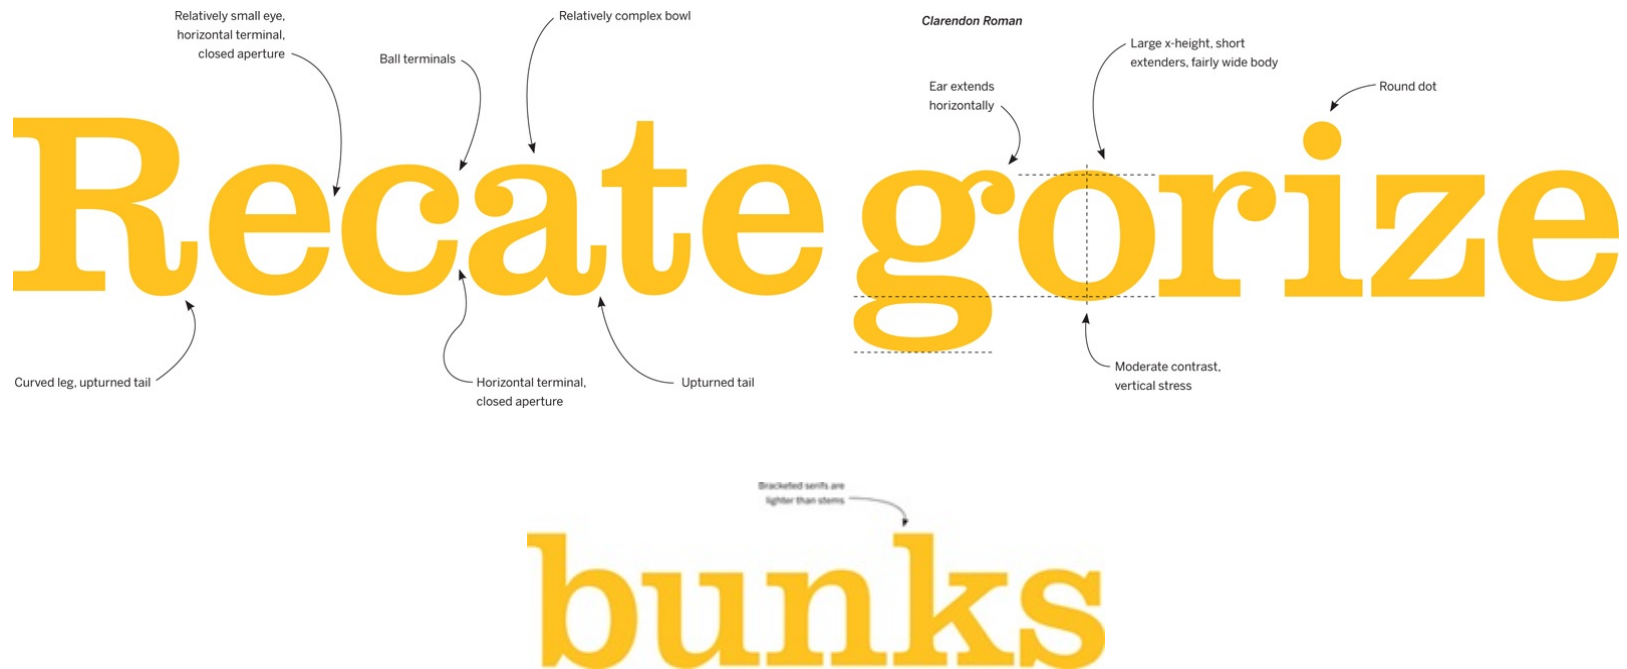 Relatively small eye,
horizontal terminal,
closed aperture
Ball terminals
Relatively complex bowl
Clarendon Roman
Ear extends
horizontally
Large x-height, short
extenders, fairly wide body
Round dot
Recategorize
Curved leg, upturned tail
Horizontal terminal,
closed aperture
Upturned tail
Moderate contrast,
vertical stress
Bracketed serifs are
lighter than stems
bunks